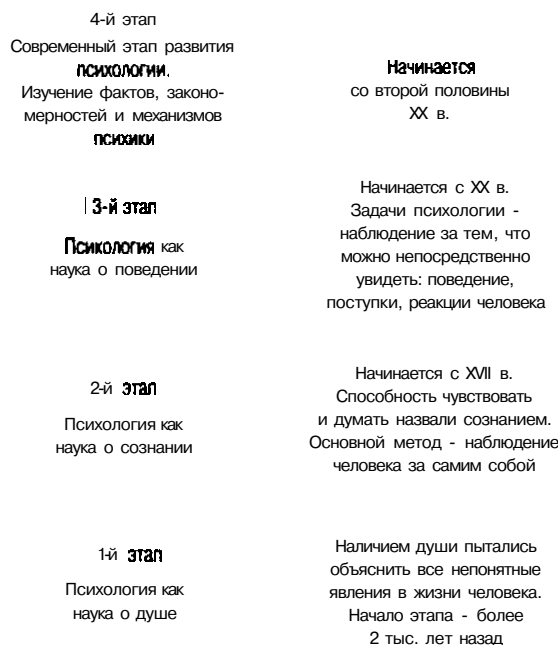 4-й этап
Современный этап развития
психологии.
Изучение фактов, законо-
мерностей и механизмов
психики
Начинается
со второй половины
XX в.
3-й этап
Психология как
наука о поведении
Начинается с XX в.
Задачи психологии -
наблюдение за тем, что
можно непосредственно
увидеть: поведение,
поступки, реакции человека
2-й этап
Психология как
наука о сознании
Начинается с XVII в.
Способность чувствовать
и думать назвали сознанием.
Основной метод - наблюдение
человека за самим собой
1-й этап
Психология как
наука о душе
Наличием души пытались
объяснить все непонятные
явления в жизни человека.
Начало этапа - более
2 тыс. лет назад